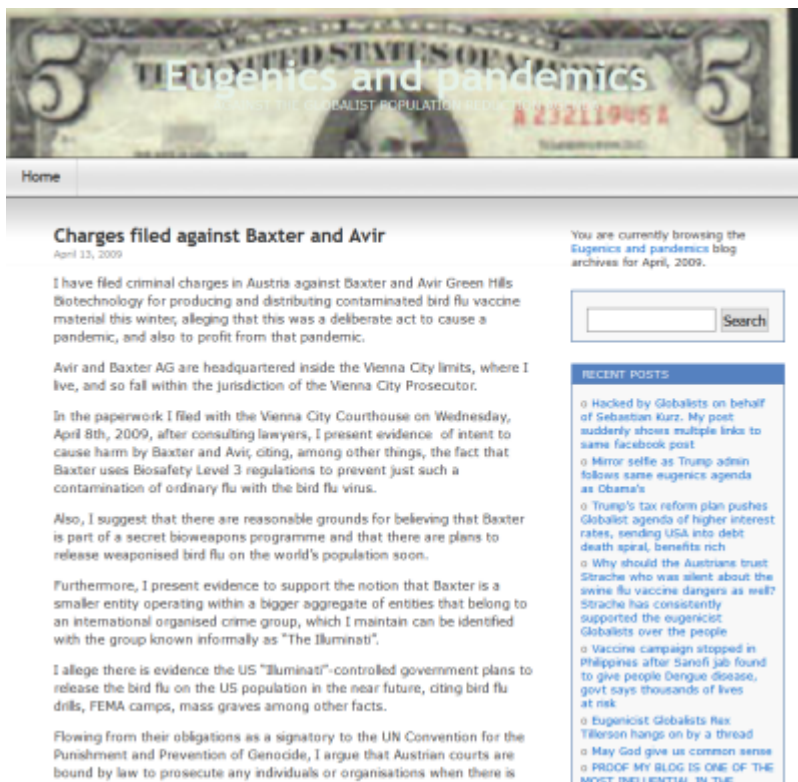 UNITED STATES OF AMERICA
5
5
Eugenics and pandemics
GLOBALIST POPULATION
A 23211946 A
Home
Charges filed against Baxter and Avir
April 13, 2009
I have filed criminal charges in Austria against Baxter and Avir Green Hills
Biotechnology for producing and distributing contaminated bird flu vaccine
material this winter, alleging that this was a deliberate act to cause a
pandemic, and also to profit from that pandemic.
Avir and Baxter AG are headquartered inside the Vienna City limits, where I
live, and so fall within the jurisdiction of the Vienna City Prosecutor.
In the paperwork I filed with the Vienna City Courthouse on Wednesday,
April 8th, 2009, after consulting lawyers, I present evidence of intent to
cause harm by Baxter and Avir, citing, among other things, the fact that
Baxter uses Biosafety Level 3 regulations to prevent just such a
contamination of ordinary flu with the bird flu virus.
Also, I suggest that there are reasonable grounds for believing that Baxter
is part of a secret bioweapons programme and that there are plans to
release weaponised bird flu on the world's population soon.
Furthermore, I present evidence to support the notion that Baxter is a
smaller entity operating within a bigger aggregate of entities that belong to
an international organised crime group, which I maintain can be identified
with the group known informally as "The Illuminati".
I allege there is evidence the US "Illuminati"-controlled government plans to
release the bird flu on the US population in the near future, citing bird flu
drills, FEMA camps, mass graves among other facts.
Flowing from their obligations as a signatory to the UN Convention for the
Punishment and Prevention of Genocide, I argue that Austrian courts are
bound by law to prosecute any individuals or organisations when there is
You are currently browsing the
Eugenics and pandemics blog
archives for April, 2009.
Search
RECENT POSTS
o Hacked by Globalists on behalf
of Sebastian Kurz. My post
suddenly shows multiple links to
same facebook post
o Mirror selfie as Trump admin
follows same eugenics agenda
as Obama's
o Trump's tax reform plan pushes
Globalist agenda of higher interest
rates, sending USA into debt
death spiral, benefits rich
o Why should the Austrians trust
Strache who was silent about the
swine flu vaccine dangers as well?
Strache has consistently
supported the eugenicist
Globalists over the people
o Vaccine campaign stopped in
Philippines after Sanofi jab found
to give people Dengue disease,
govt says thousands of lives
at risk
o Eugenicist Globalists Rex
Tillerson hangs on by a thread
o May God give us common sense
o PROOF MY BLOG IS ONE OF THE
MOST INFLUENTIAL IN THE